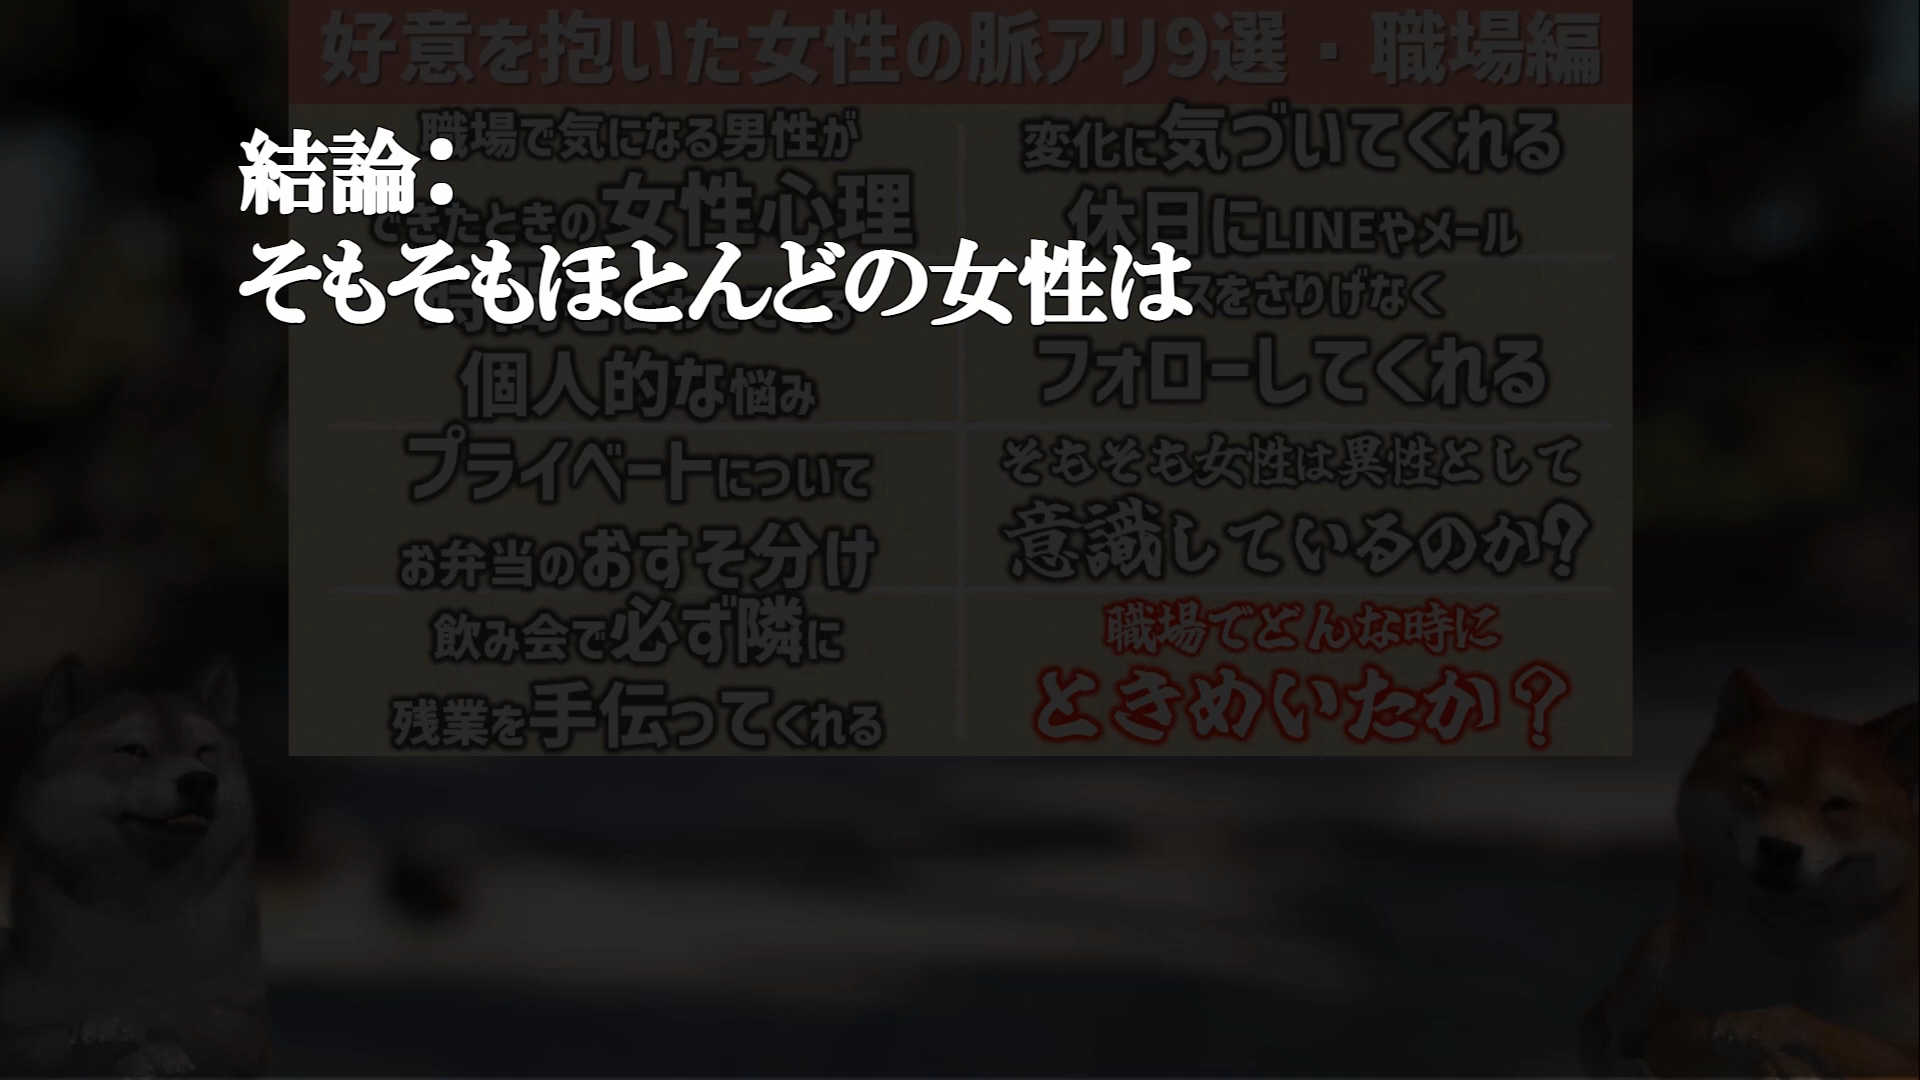 好意を抱いた女性の脈アリ9選・職場編
結論:
そもそもほとんどの女性は
職場で気になる男性が
できたときの女性心理
個人的な悩み
プライベートについて
お弁当のおすそ分け
飲み会で必ず隣に
残業を手伝ってくれる
変化に気づいてくれる
休日にLINEやメール
スをさりげなく
フォローしてくれる
そもそも女性は異性として
意識しているのか?
職場でどんな時に
ときめいたか?